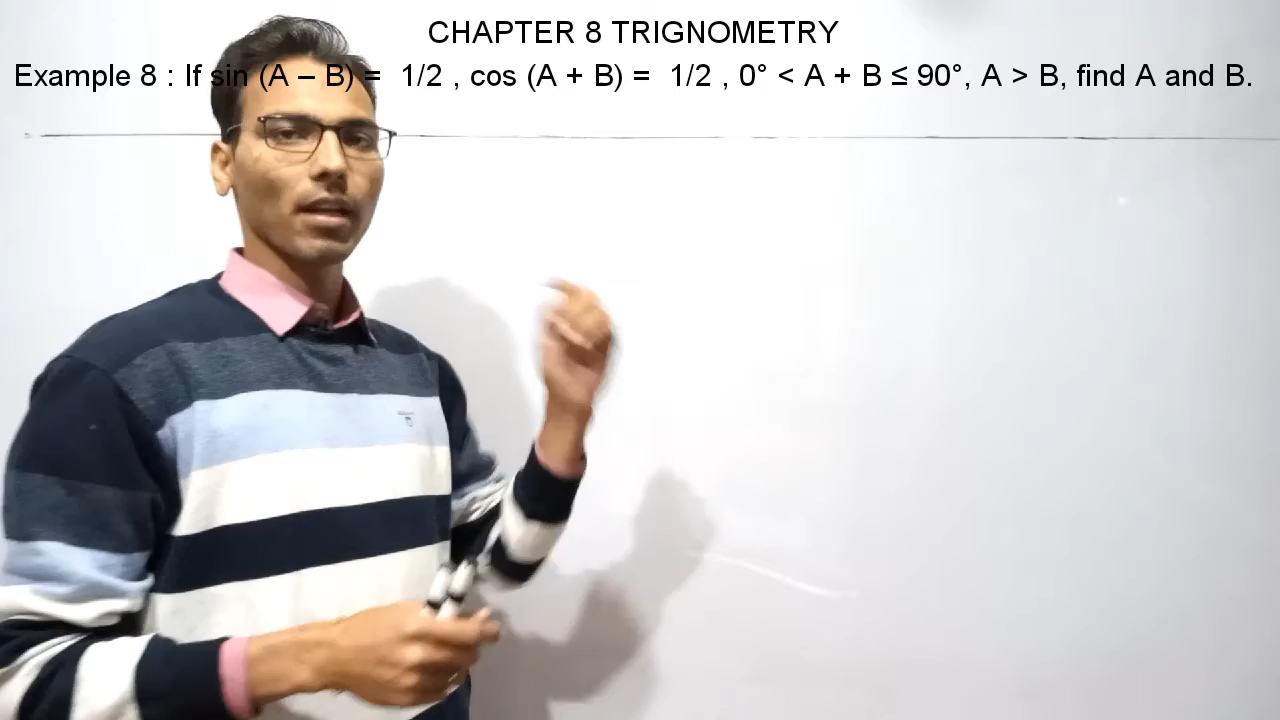 CHAPTER 8 TRIGNOMETRY
Example 8 : If sin (A – B) = 1/2 , cos (A + B) = 1/2 , 0° < A + B ≤ 90°, A > B, find A and B.